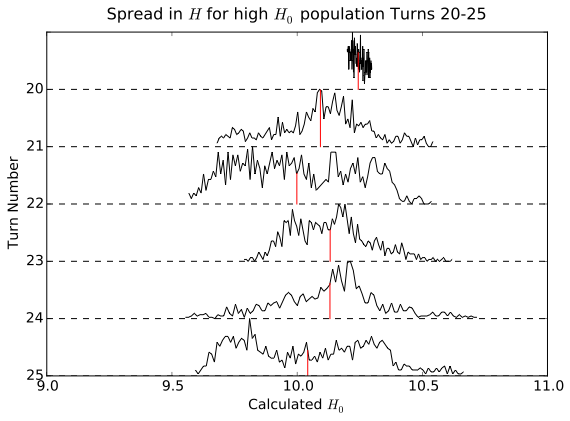 Spread in H for high H₀ population Turns 20-25
Turn Number
20
21
22
23
24
25
9.0 9.5 10.0 10.5 11.0
Calculated H₀